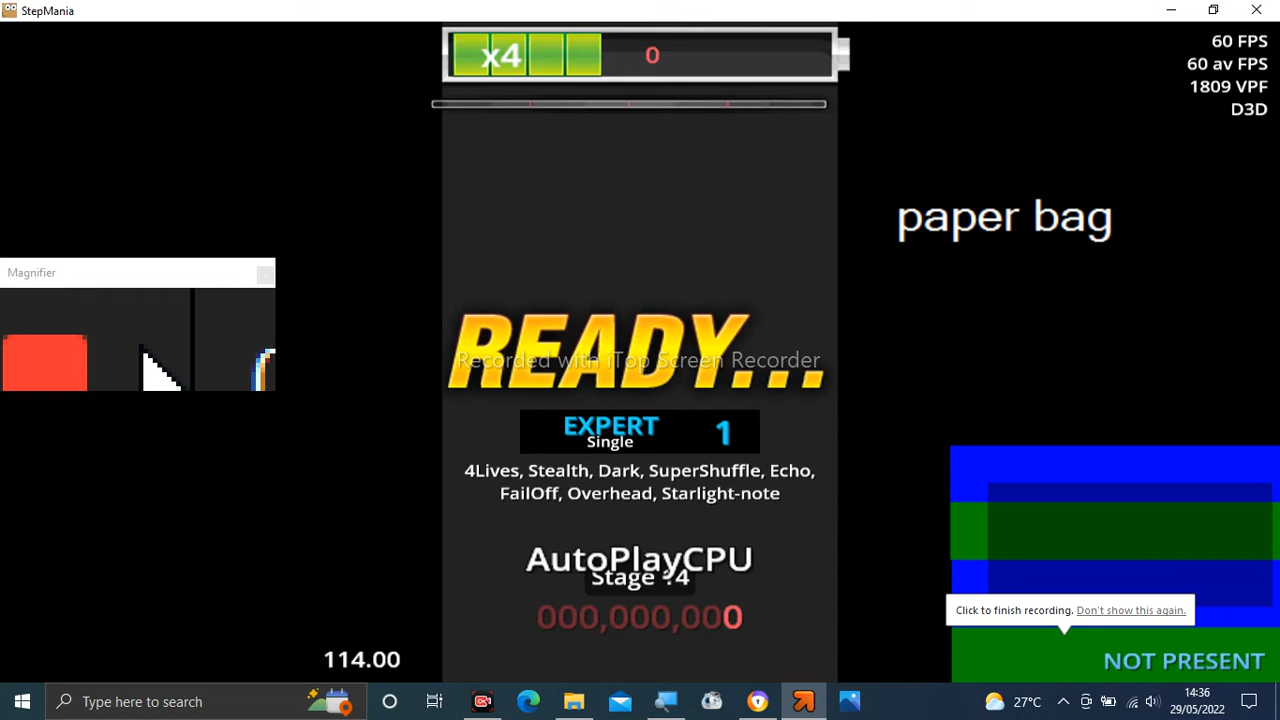 StepMania
x4 0
60 FPS
60 av FPS
1809 VPF
D3D
paper bag
Magnifier
READY...
Recorded with iTop Screen Recorder
EXPERT 1
Single
4Lives, Stealth, Dark, SuperShuffle, Echo,
FailOff, Overhead, Starlight-note
AutoPlayCPU
Stage :4
000,000,000
Click to finish recording. Don't show this again.
114.00
NOT PRESENT
Type here to search
27°C
14:36
29/05/2022